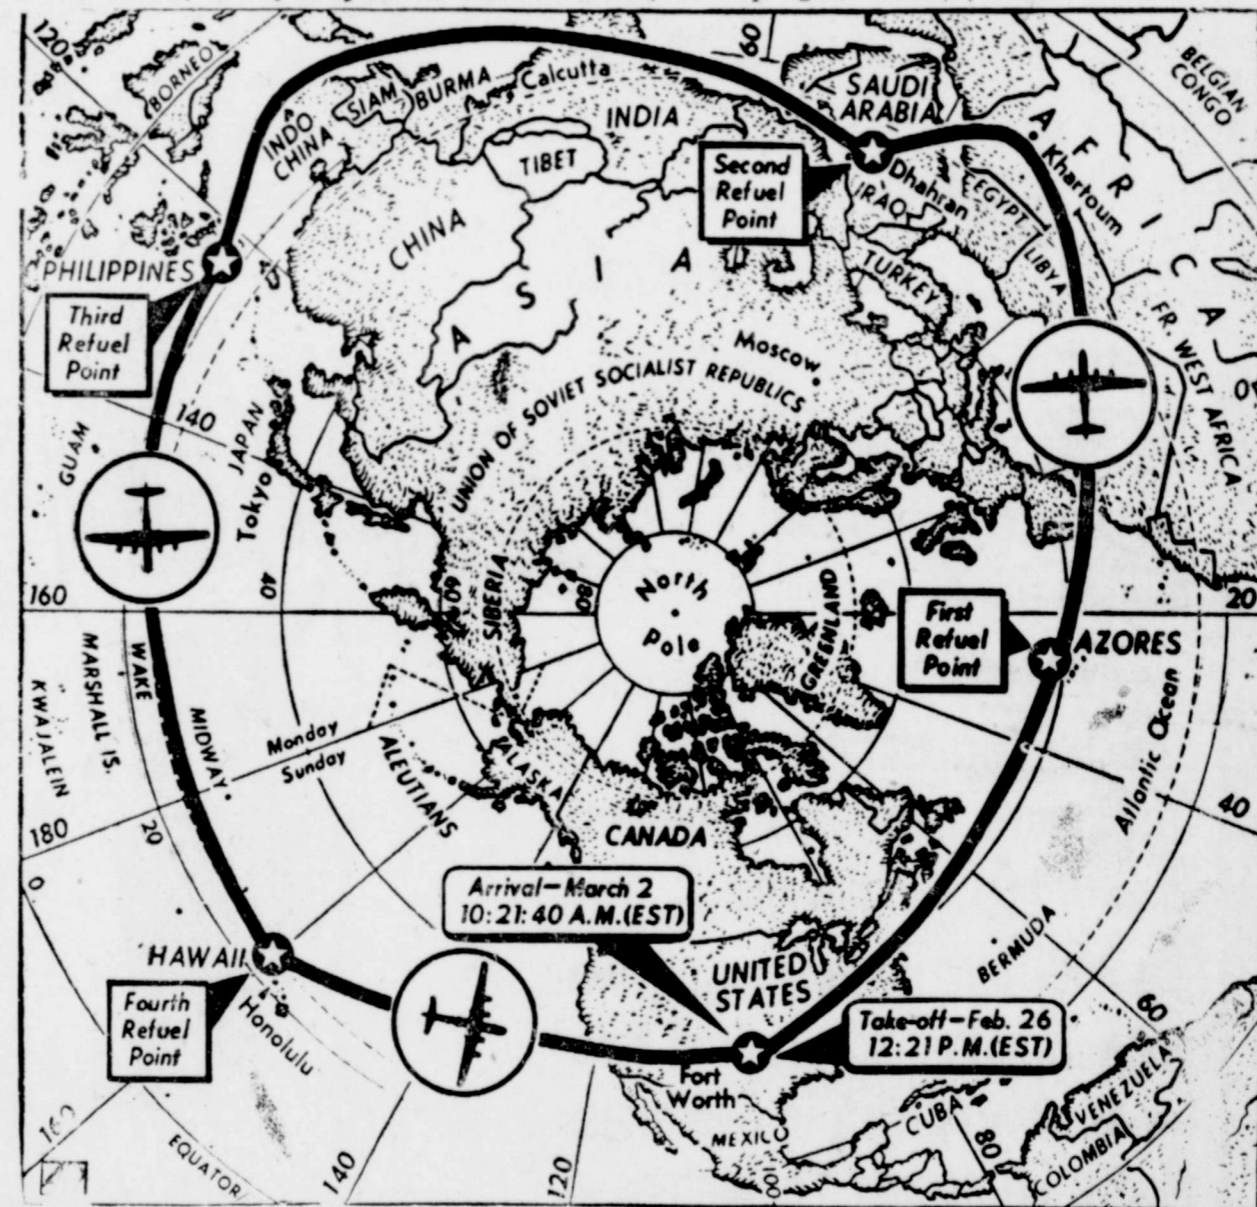 120
BORNEO
60
BELGIAN
CONGO
SIAM
BURMA
Calcutta
SAUDI
ARABIA
INDO
CHINA
INDIA
TIBET
AFRICA
Khartoum
Second
Refuel
Point
Dhahran
IRAQ
EGYPT
LIBYA
CHINA
ASIA
TURKEY
PHILIPPINES
Third
Refuel
Point
Moscow
UNION OF SOVIET SOCIALIST REPUBLICS
FR. WEST AFRICA
0°
140
JAPAN
Tokyo
GUAM
160
40
60
SIBERIA
80
North
Pole
GREENLAND
First
Refuel
Point
AZORES
20
WAKE
MARSHALL IS.
KWAJALEIN
MIDWAY
Monday
Sunday
ALEUTIANS
ALASKA
CANADA
Atlantic Ocean
40
180
20
0
Arrival—March 2
10:21:40 A.M.(EST)
HAWAII
Honolulu
Fourth
Refuel
Point
UNITED
STATES
BERMUDA
60
Take-off—Feb. 26
12:21 P.M.(EST)
Fort
Worth
MEXICO
CUBA
VENEZUELA
COLOMBIA
80
100
120
140
160
EQUATOR